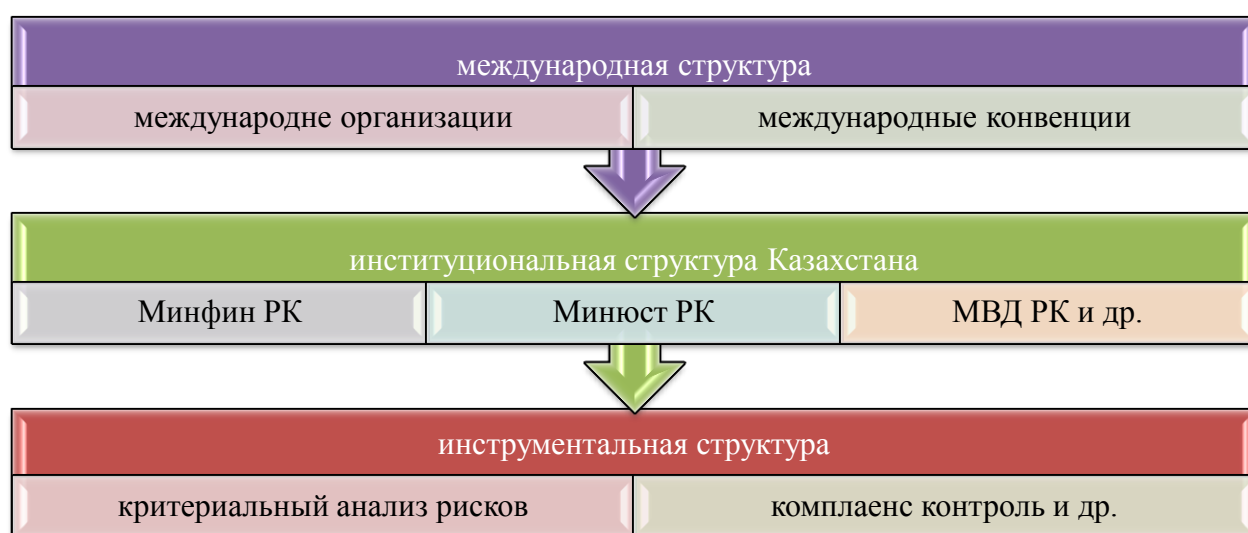 международная структура
международне организации
международные конвенции
институциональная структура Казахстана
Минфин РК
Минюст РК
МВД РК и др.
инструментальная структура
критериальный анализ рисков
комплаенс контроль и др.